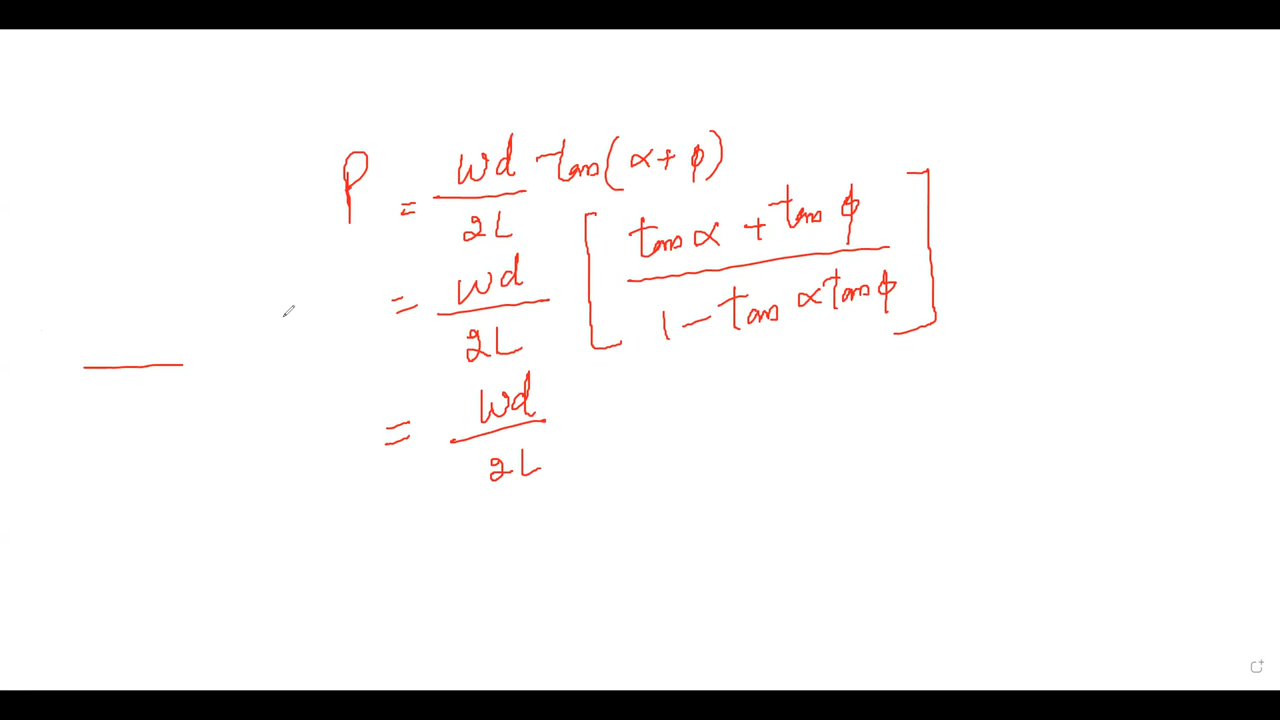 P = Wd/2L tan(α + φ)
= Wd/2L [tan α + tan φ / 1 - tan α tan φ]
= Wd/2L